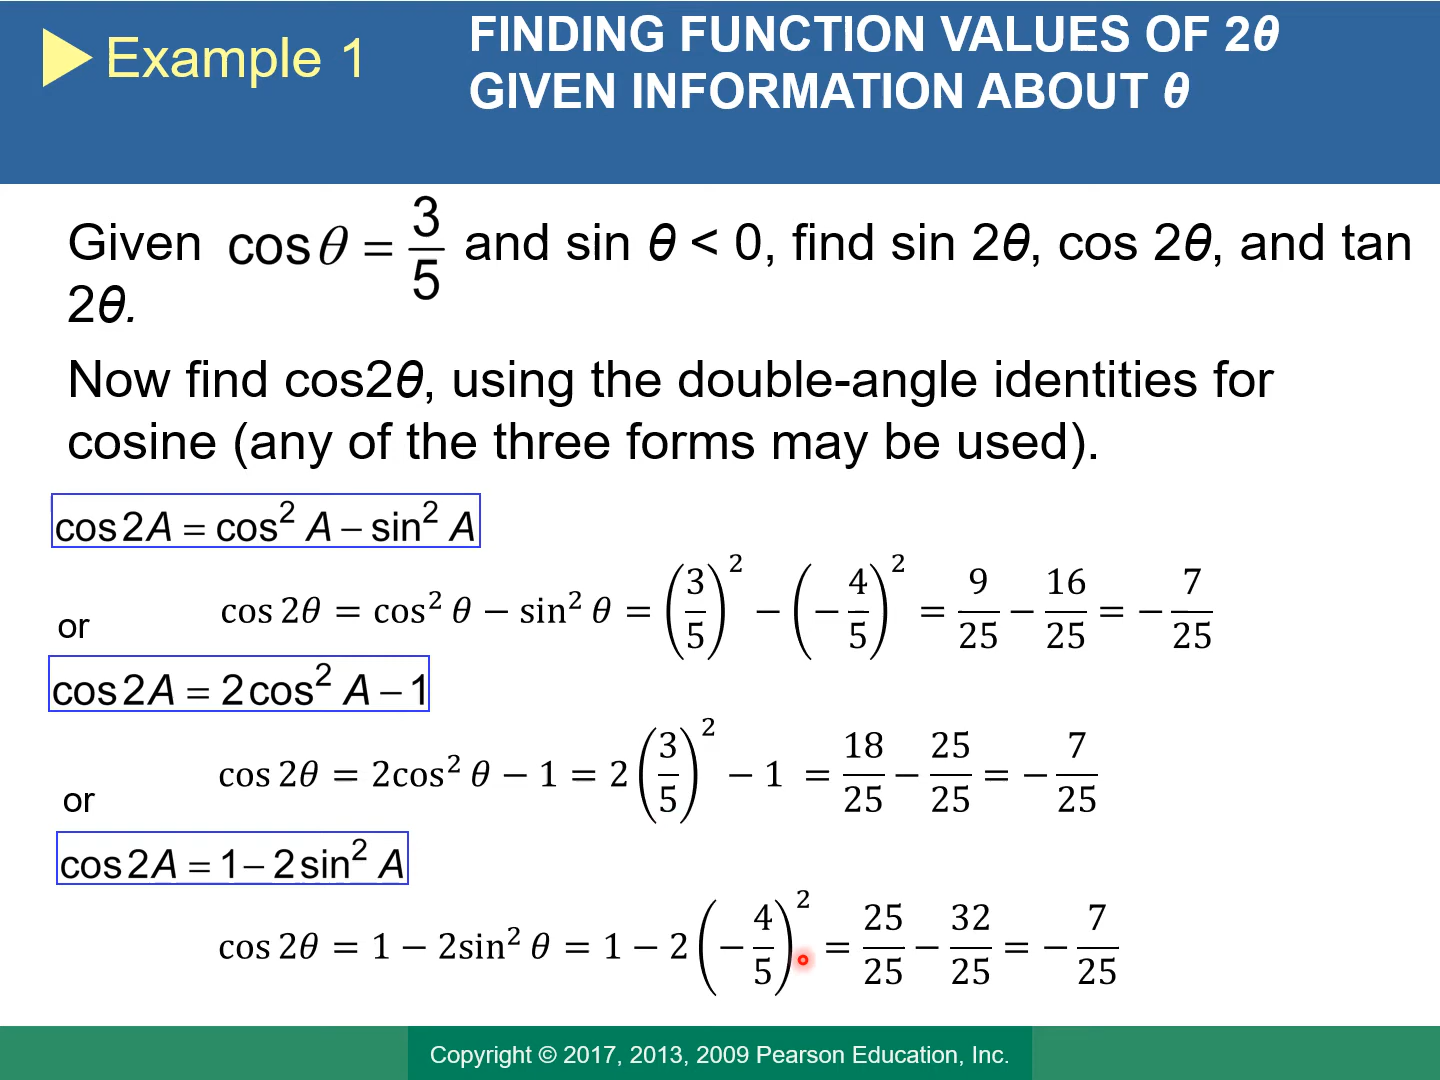 Example 1
FINDING FUNCTION VALUES OF 2θ
GIVEN INFORMATION ABOUT θ
Given cos θ = 3/5 and sin θ < 0, find sin 2θ, cos 2θ, and tan
2θ.
Now find cos2θ, using the double-angle identities for
cosine (any of the three forms may be used).
cos 2A = cos² A – sin² A
cos 2θ = cos² θ − sin² θ = (3/5)² − (−4/5)² = 9/25 − 16/25 = −7/25
or
cos 2A = 2 cos² A – 1
cos 2θ = 2cos² θ − 1 = 2(3/5)² − 1 = 18/25 − 25/25 = −7/25
or
cos 2A = 1 – 2 sin² A
cos 2θ = 1 − 2sin² θ = 1 − 2(−4/5)² = 25/25 − 32/25 = −7/25
Copyright © 2017, 2013, 2009 Pearson Education, Inc.